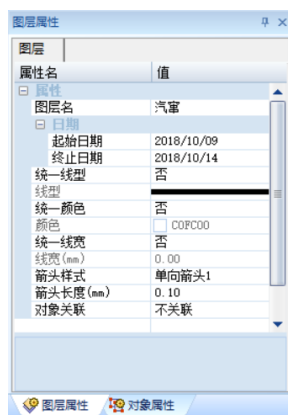 图层属性
图层
属性名 值
属性
图层名 汽窜
日期
起始日期 2018/10/09
终止日期 2018/10/14
统一线型 否
线型
统一颜色 否
颜色 C0FC00
统一线宽 否
线宽(mm) 0.00
箭头样式 单向箭头1
箭头长度(mm) 0.10
对象关联 不关联
图层属性 对象属性